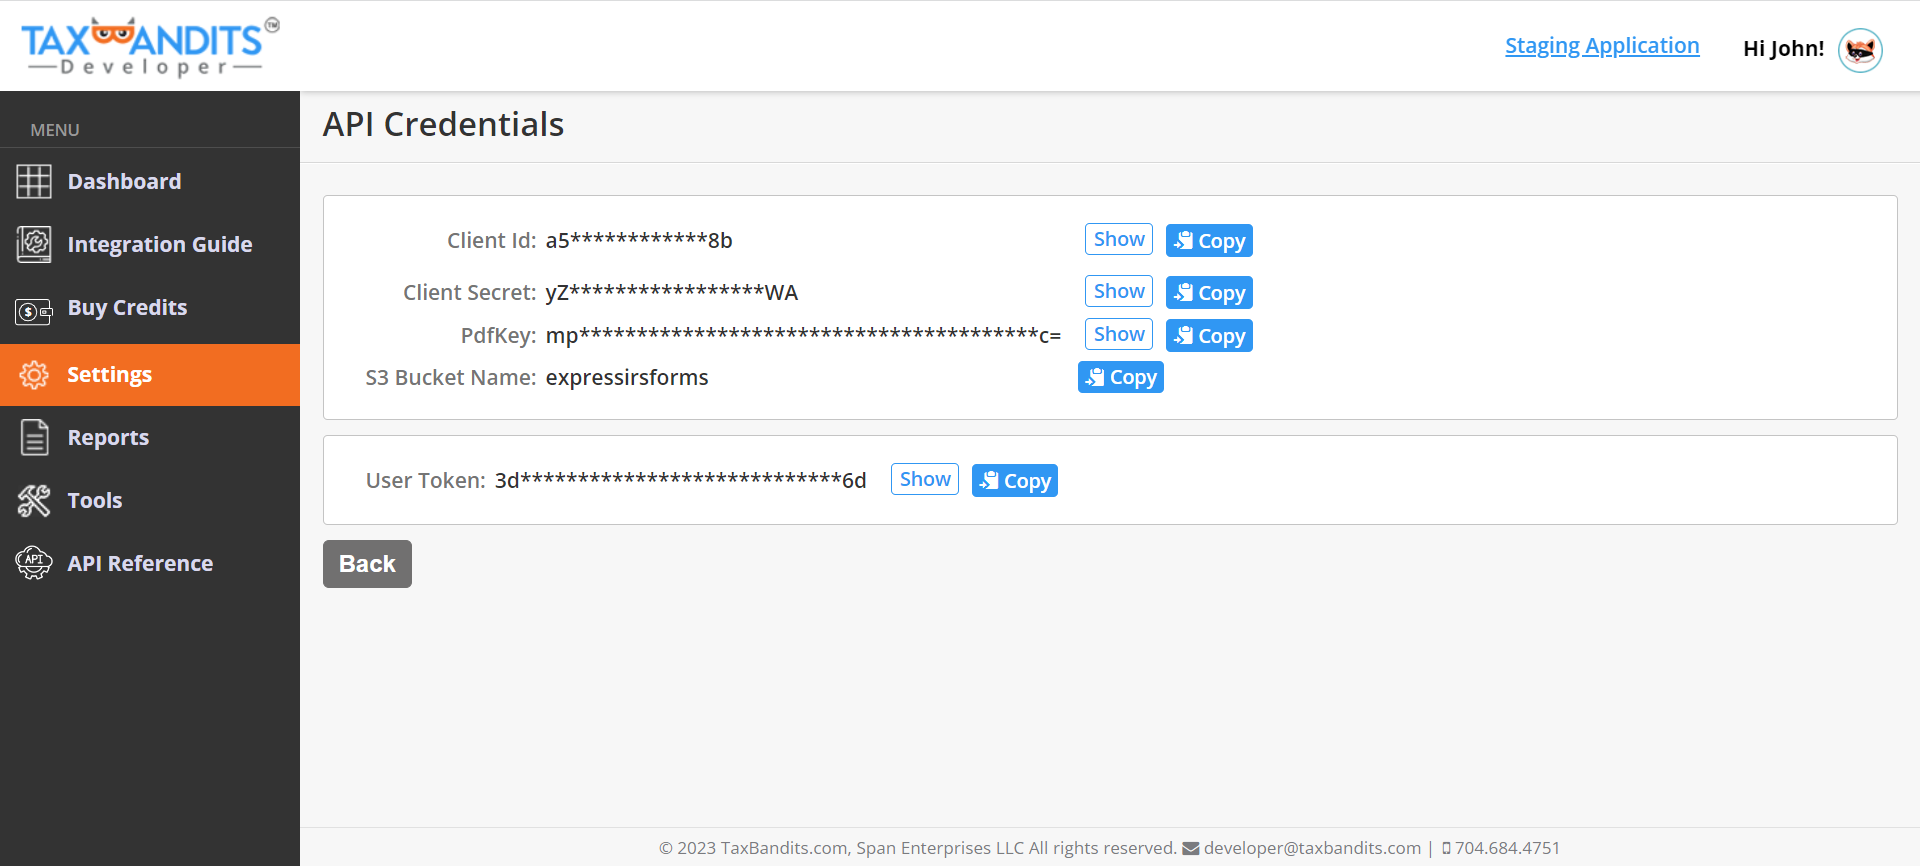 TAXBANDITS TM
Developer
Staging Application
Hi John!
MENU
Dashboard
Integration Guide
Buy Credits
Settings
Reports
Tools
API
API Reference
API Credentials
Client Id: a5************8b Show Copy
Client Secret: yZ*****************WA Show Copy
PdfKey: mp****************************************c= Show Copy
S3 Bucket Name: expressirsforms Copy
User Token: 3d****************************6d Show Copy
Back
© 2023 TaxBandits.com, Span Enterprises LLC All rights reserved. developer@taxbandits.com | 704.684.4751